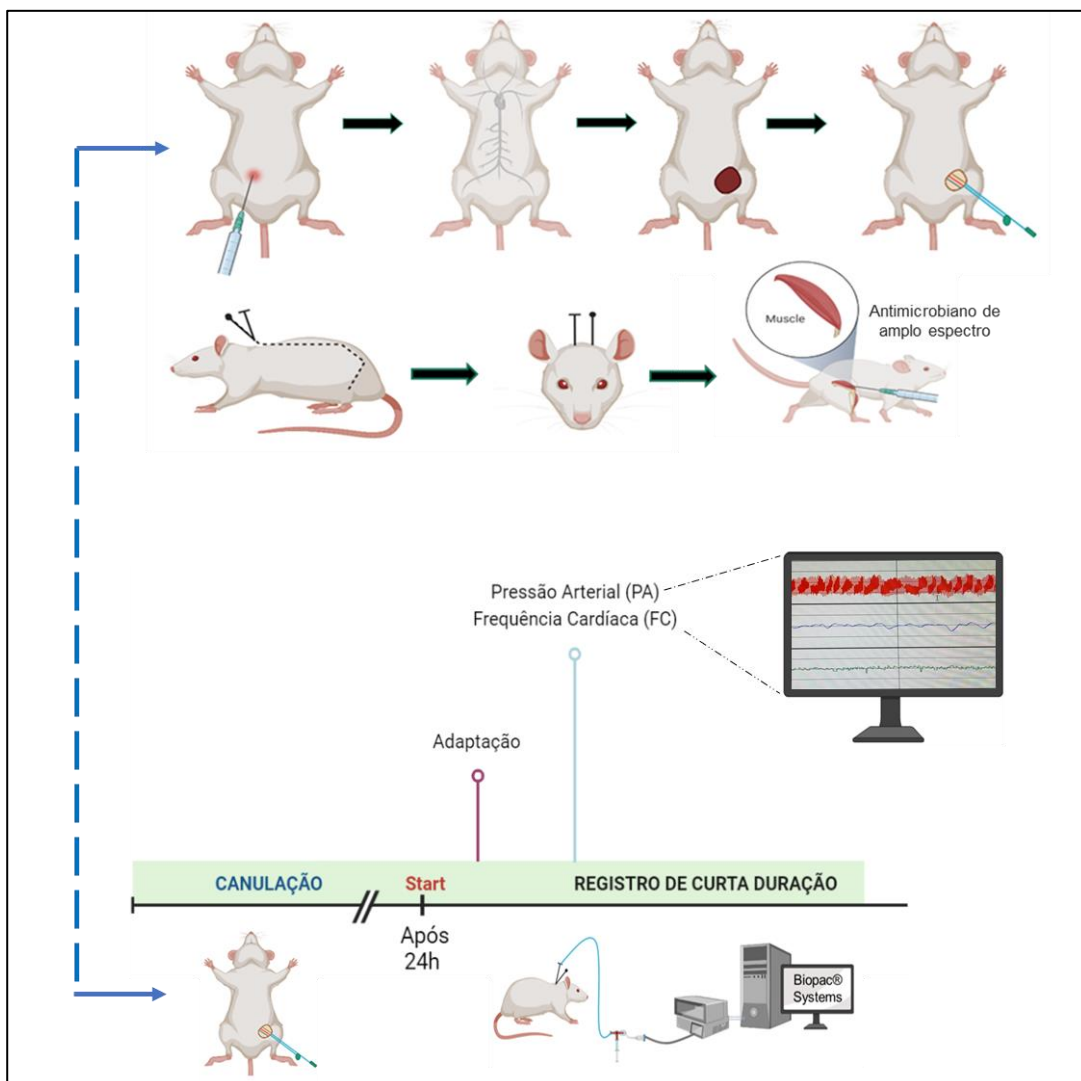 Muscle
Antimicrobiano de
amplo espectro
Pressão Arterial (PA)
Frequência Cardíaca (FC)
Adaptação
CANULAÇÃO
Start
REGISTRO DE CURTA DURAÇÃO
Após
24h
Biopac®
Systems